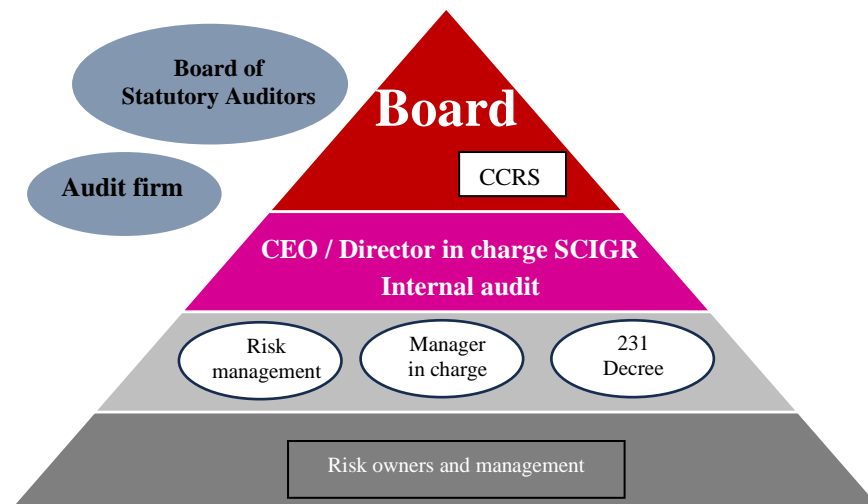 Board of
Statutory Auditors
Board
CCRS
Audit firm
CEO / Director in charge SCIGR
Internal audit
Risk
management
Manager
in charge
231
Decree
Risk owners and management